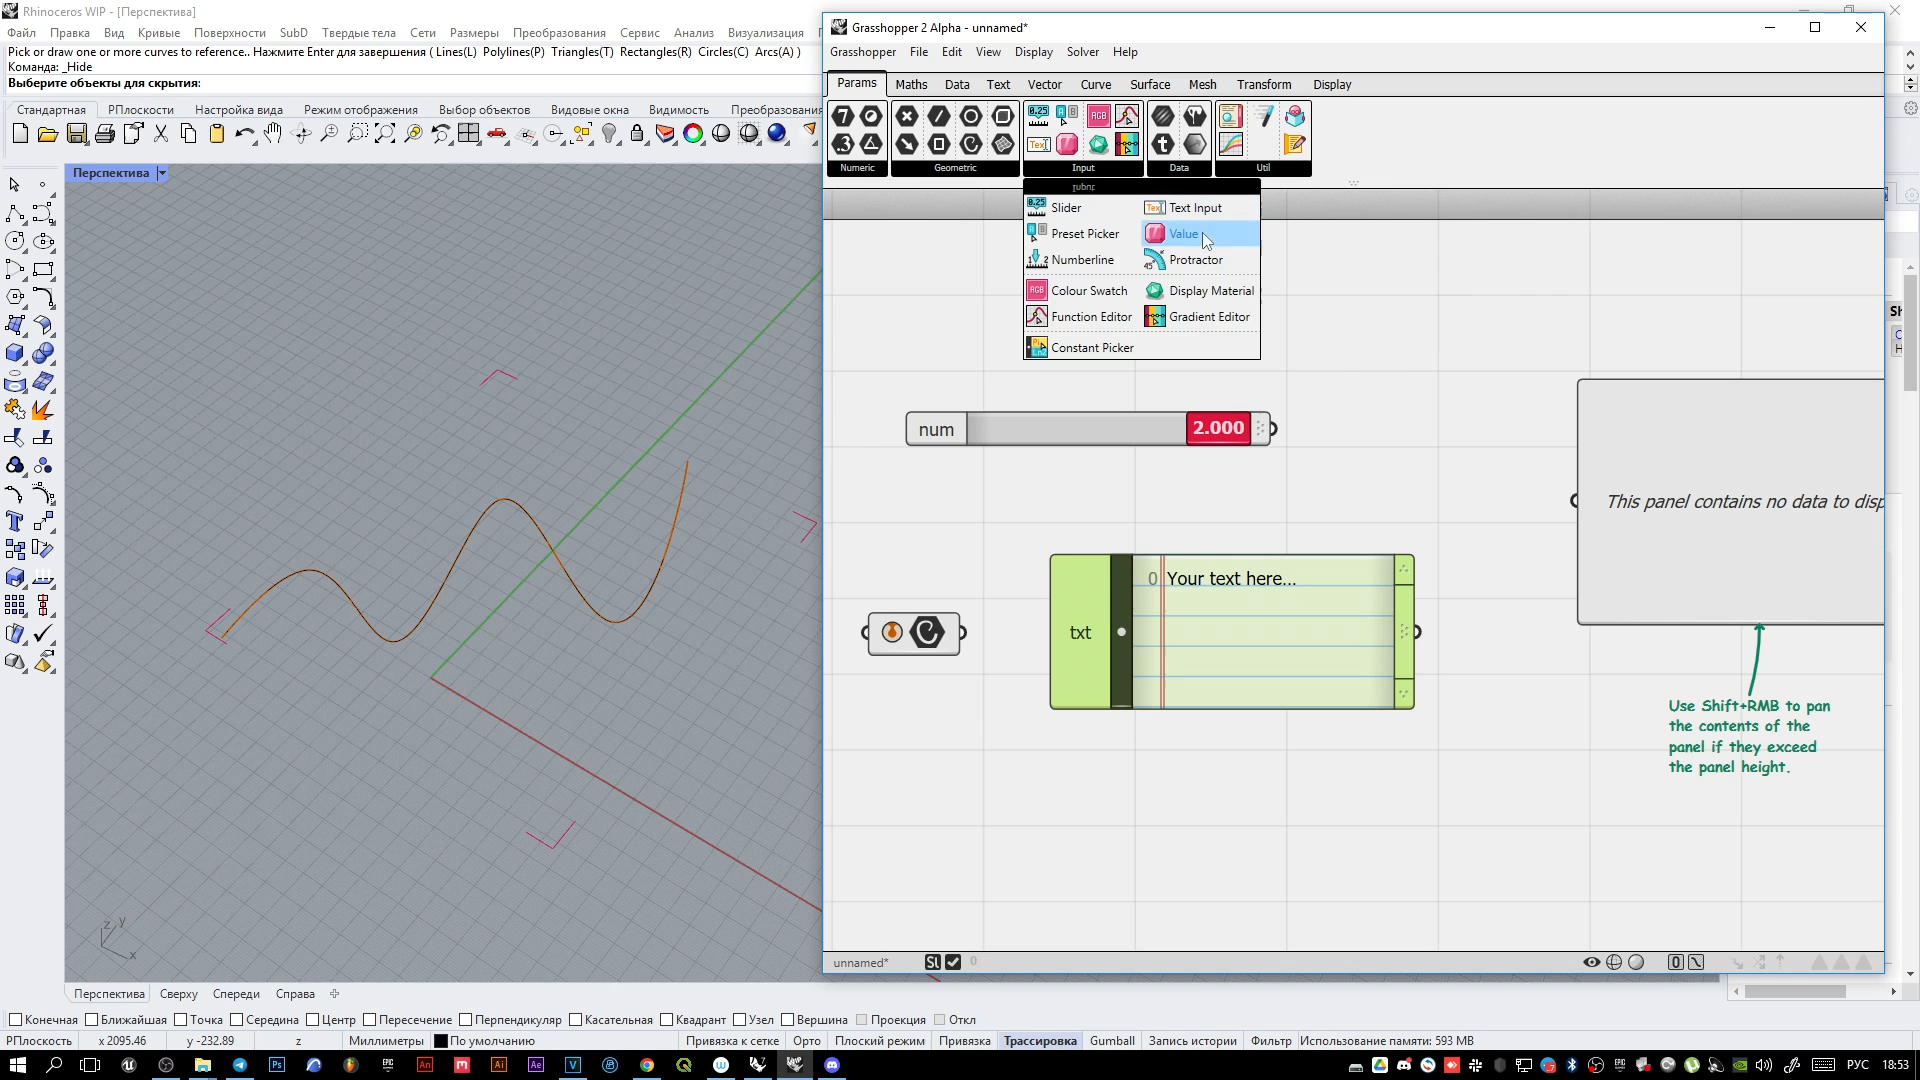 Rhinoceros WIP - [Перспектива]
Файл Правка Вид Кривые Поверхности SubD Твердые тела Сети Размеры Преобразования Сервис Анализ Визуализация
Pick or draw one or more curves to reference.. Нажмите Enter для завершения ( Lines(L) Polylines(P) Triangles(T) Rectangles(R) Circles(C) Arcs(A) )
Команда: _Hide
Выберите объекты для скрытия:
Стандартная РПлоскости Настройка вида Режим отображения Выбор объектов Видовые окна Видимость Преобразования
Перспектива
Grasshopper 2 Alpha - unnamed*
Grasshopper File Edit View Display Solver Help
Params Maths Data Text Vector Curve Surface Mesh Transform Display
Numeric Geometric Input Data Util
Input
Slider Text Input
Preset Picker Value
Numberline Protractor
Colour Swatch Display Material
Function Editor Gradient Editor
Constant Picker
num 2.000
This panel contains no data to disp
0 Your text here...
txt
Use Shift+RMB to pan
the contents of the
panel if they exceed
the panel height.
z y
x
unnamed* 0
Перспектива Сверху Спереди Справа
Конечная Ближайшая Точка Середина Центр Пересечение Перпендикуляр Касательная Квадрант Узел Вершина Проекция Откл
РПлоскость x 2095.46 y -232.89 z Миллиметры По умолчанию Привязка к сетке Орто Плоский режим Привязка Трассировка Gumball Запись истории Фильтр Использование памяти: 593 MB
РУС 18:53